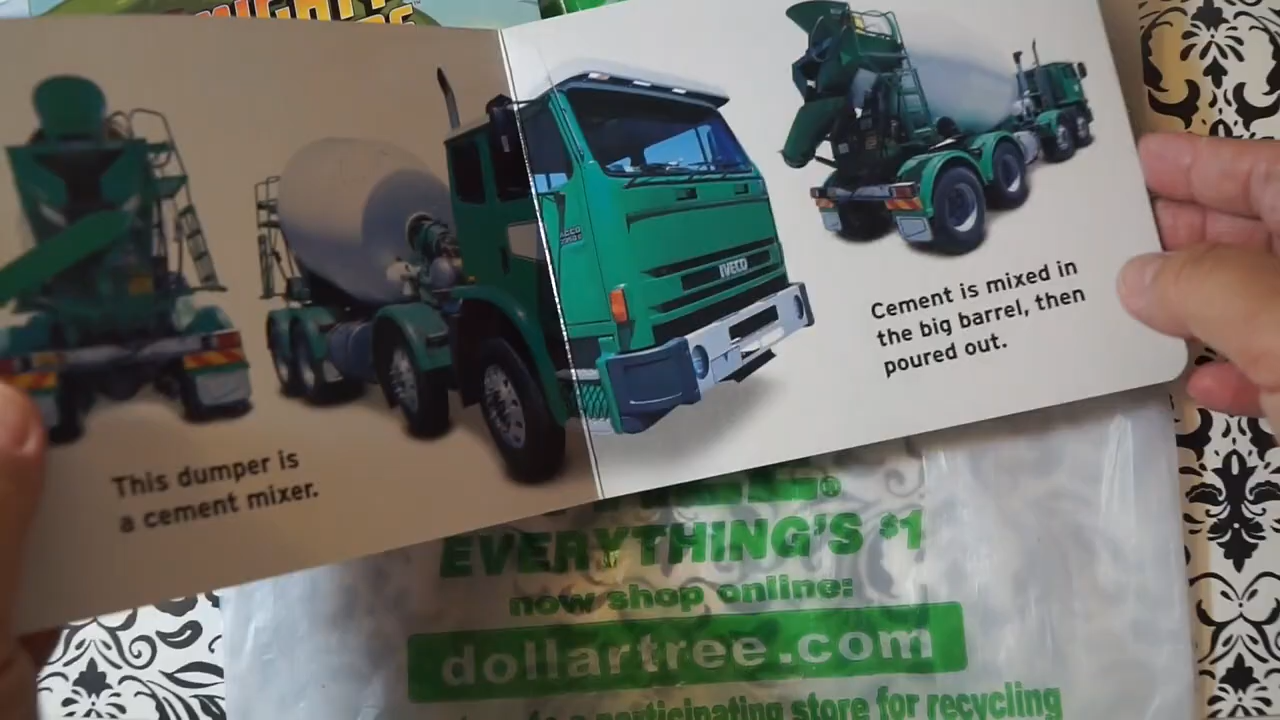 This dumper is
a cement mixer.
ACCO
IVECO
Cement is mixed in
the big barrel, then
poured out.
EVERYTHING'S $1
now shop online:
dollartree.com
participating store for recycling